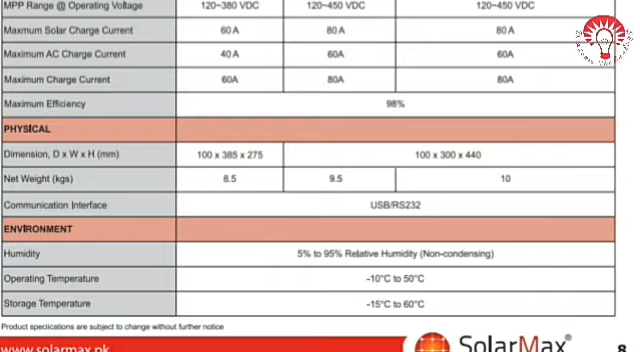 MPP Range @ Operating Voltage 120~380 VDC 120~450 VDC 120~450 VDC
Maxmum Solar Charge Current 60 A 80 A 80 A
Maximum AC Charge Current 40 A 60A 60A
Maximum Charge Current 60A 80A 80A
Maximum Efficiency 98%
PHYSICAL
Dimension, D x W x H (mm) 100 x 385 x 275 100 x 300 x 440
Net Weight (kgs) 8.5 9.5 10
Communication Interface USB/RS232
ENVIRONMENT
Humidity 5% to 95% Relative Humidity (Non-condensing)
Operating Temperature -10°C to 50°C
Storage Temperature -15°C to 60°C
Product speciications are subject to change without further notice
www.solarmax.pk SolarMax® 8